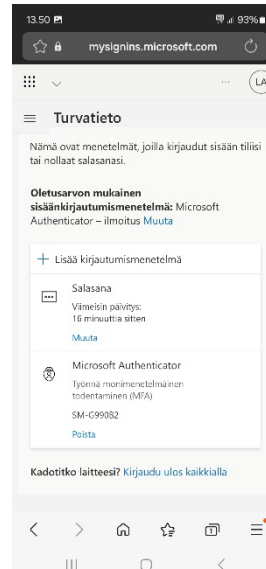 13.50 93%
mysignins.microsoft.com
LA
Turvatieto
Nämä ovat menetelmät, joilla kirjaudut sisään tiliisi
tai nollaat salasanasi.
Oletusarvon mukainen
sisäänkirjautumismenetelmä: Microsoft
Authenticator – ilmoitus Muuta
+ Lisää kirjautumismenetelmä
Salasana
Viimeisin päivitys:
16 minuuttia sitten
Muuta
Microsoft Authenticator
Työnnä monimenetelmäinen
todentaminen (MFA)
SM-G990B2
Poista
Kadotitko laitteesi? Kirjaudu ulos kaikkialla
1